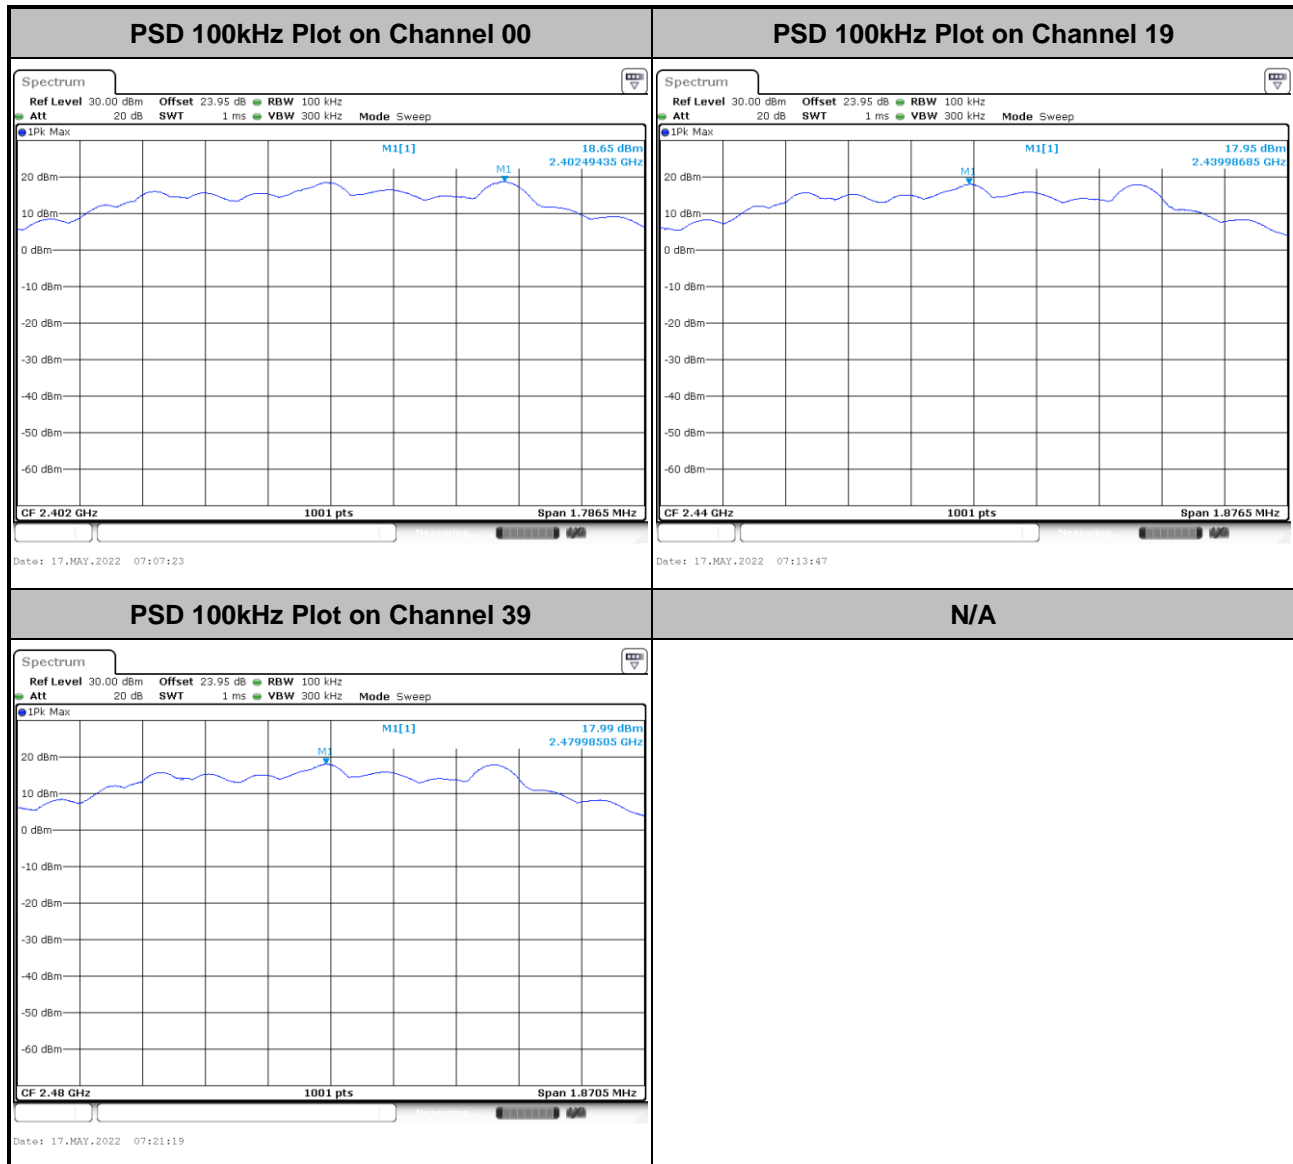 PSD 100kHz Plot on Channel 00
Spectrum
Ref Level 30.00 dBm Offset 23.95 dB RBW 100 kHz
Att 20 dB SWT 1 ms VBW 300 kHz Mode Sweep
1Pk Max
M1[1] 18.65 dBm
2.40249435 GHz
M1
20 dBm
10 dBm
0 dBm
-10 dBm
-20 dBm
-30 dBm
-40 dBm
-50 dBm
-60 dBm
CF 2.402 GHz 1001 pts Span 1.7865 MHz
Measuring
Date: 17.MAY.2022 07:07:23
PSD 100kHz Plot on Channel 19
Spectrum
Ref Level 30.00 dBm Offset 23.95 dB RBW 100 kHz
Att 20 dB SWT 1 ms VBW 300 kHz Mode Sweep
1Pk Max
M1[1] 17.95 dBm
2.43998685 GHz
M1
20 dBm
10 dBm
0 dBm
-10 dBm
-20 dBm
-30 dBm
-40 dBm
-50 dBm
-60 dBm
CF 2.44 GHz 1001 pts Span 1.8765 MHz
Measuring
Date: 17.MAY.2022 07:13:47
PSD 100kHz Plot on Channel 39
Spectrum
Ref Level 30.00 dBm Offset 23.95 dB RBW 100 kHz
Att 20 dB SWT 1 ms VBW 300 kHz Mode Sweep
1Pk Max
M1[1] 17.99 dBm
2.47998505 GHz
M1
20 dBm
10 dBm
0 dBm
-10 dBm
-20 dBm
-30 dBm
-40 dBm
-50 dBm
-60 dBm
CF 2.48 GHz 1001 pts Span 1.8705 MHz
Measuring
Date: 17.MAY.2022 07:21:19
N/A